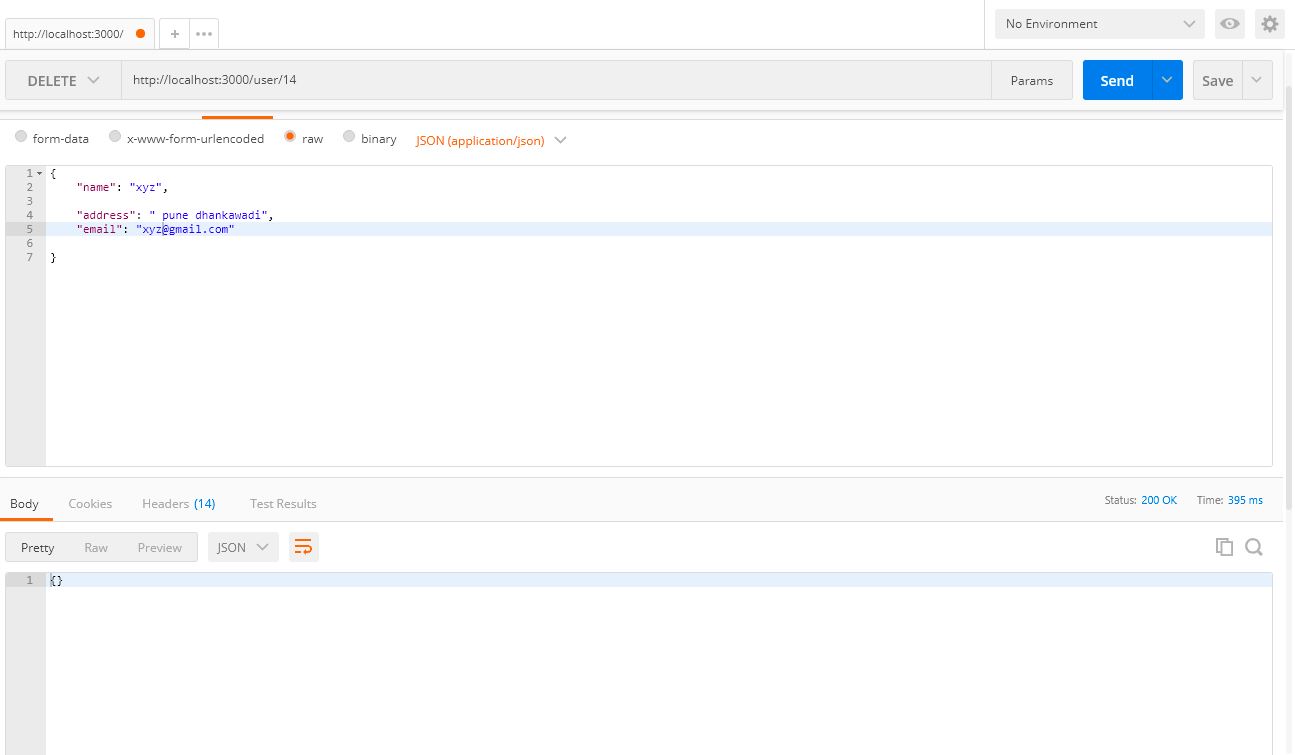 http://localhost:3000/ + ••• No Environment
DELETE http://localhost:3000/user/14 Params Send Save
form-data x-www-form-urlencoded raw binary JSON (application/json)
1 {
2 "name": "xyz",
3
4 "address": " pune dhankawadi",
5 "email": "xyz@gmail.com"
6
7 }
Body Cookies Headers (14) Test Results Status: 200 OK Time: 395 ms
Pretty Raw Preview JSON
1 {}